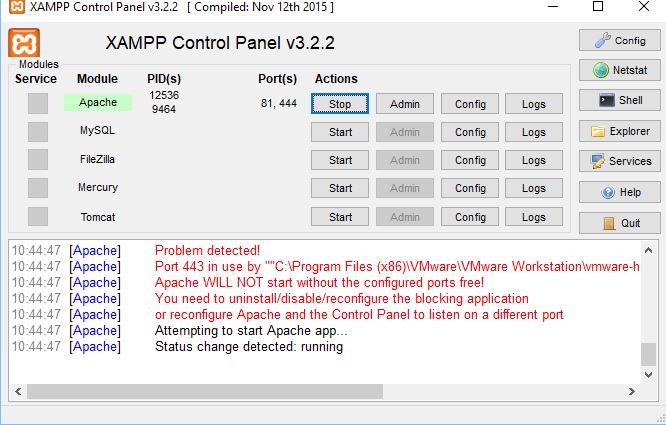 XAMPP Control Panel v3.2.2 [ Compiled: Nov 12th 2015 ]
XAMPP Control Panel v3.2.2
Config
Modules
Service Module PID(s) Port(s) Actions
Netstat
Apache 12536 9464 81, 444 Stop Admin Config Logs
Shell
MySQL Start Admin Config Logs
Explorer
FileZilla Start Admin Config Logs
Services
Mercury Start Admin Config Logs
Help
Tomcat Start Admin Config Logs
Quit
10:44:47 [Apache] Problem detected!
10:44:47 [Apache] Port 443 in use by ""C:\Program Files (x86)\VMware\VMware Workstation\vmware-h
10:44:47 [Apache] Apache WILL NOT start without the configured ports free!
10:44:47 [Apache] You need to uninstall/disable/reconfigure the blocking application
10:44:47 [Apache] or reconfigure Apache and the Control Panel to listen on a different port
10:44:47 [Apache] Attempting to start Apache app...
10:44:47 [Apache] Status change detected: running